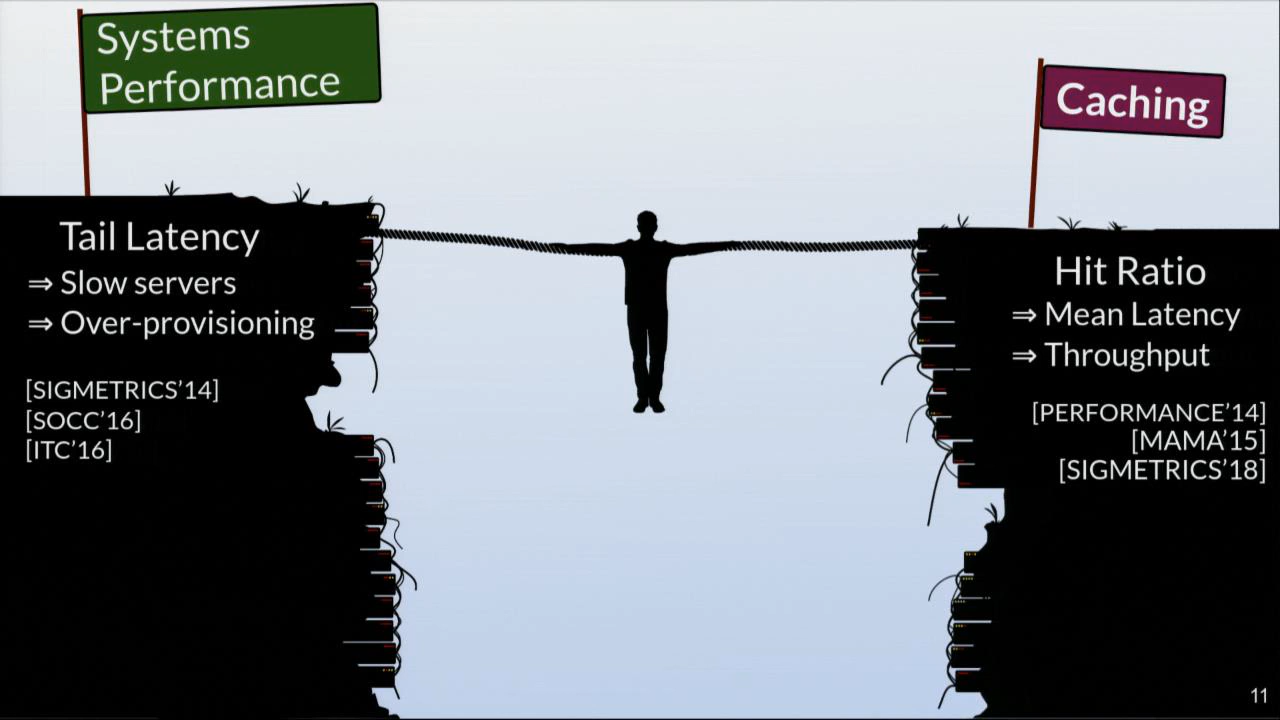 Systems
Performance
Caching
Tail Latency
⇒ Slow servers
⇒ Over-provisioning
[SIGMETRICS’14]
[SOCC’16]
[ITC’16]
Hit Ratio
⇒ Mean Latency
⇒ Throughput
[PERFORMANCE’14]
[MAMA’15]
[SIGMETRICS’18]
11